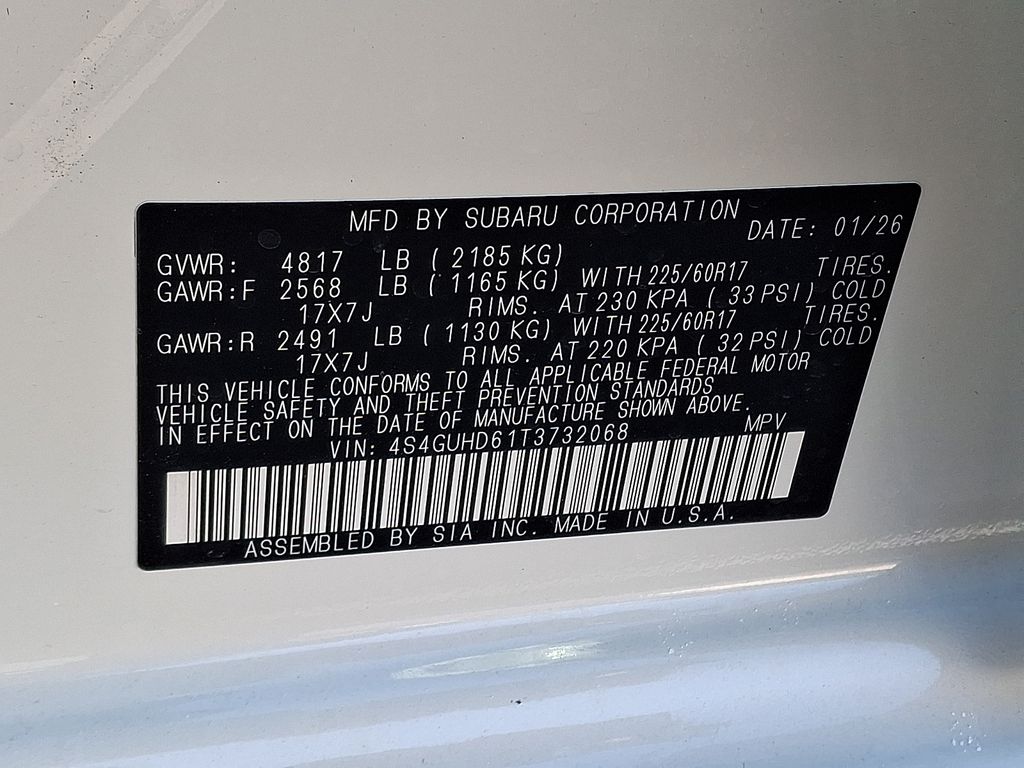 MFD BY SUBARU CORPORATION DATE: 01/26
GVWR: 4817 LB ( 2185 KG)
GAWR:F 2568 LB ( 1165 KG) WITH 225/60R17 TIRES.
17X7J RIMS. AT 230 KPA ( 33 PSI) COLD
GAWR:R 2491 LB ( 1130 KG) WITH 225/60R17 TIRES.
17X7J RIMS. AT 220 KPA ( 32 PSI) COLD
THIS VEHICLE CONFORMS TO ALL APPLICABLE FEDERAL MOTOR
VEHICLE SAFETY AND THEFT PREVENTION STANDARDS
IN EFFECT ON THE DATE OF MANUFACTURE SHOWN ABOVE.
VIN: 4S4GUHD61T3732068 MPV
ASSEMBLED BY SIA INC. MADE IN U.S.A.